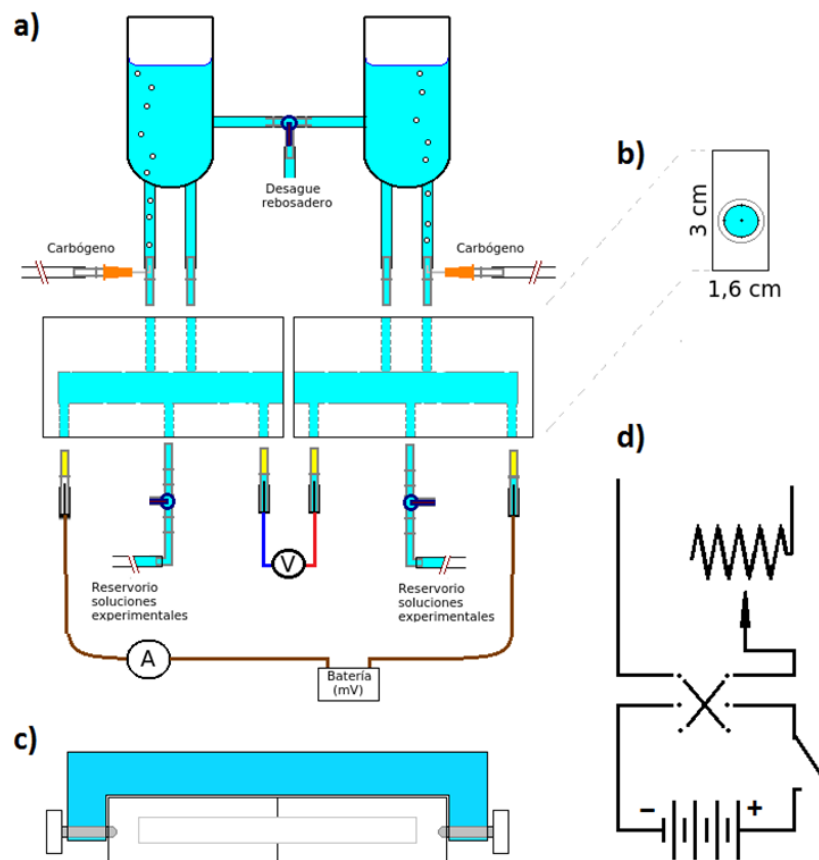 a)
Desague
rebosadero
Carbógeno
Carbógeno
b)
3 cm
1,6 cm
d)
V
Reservorio
soluciones
experimentales
Reservorio
soluciones
experimentales
A
Batería
(mV)
c)
− +